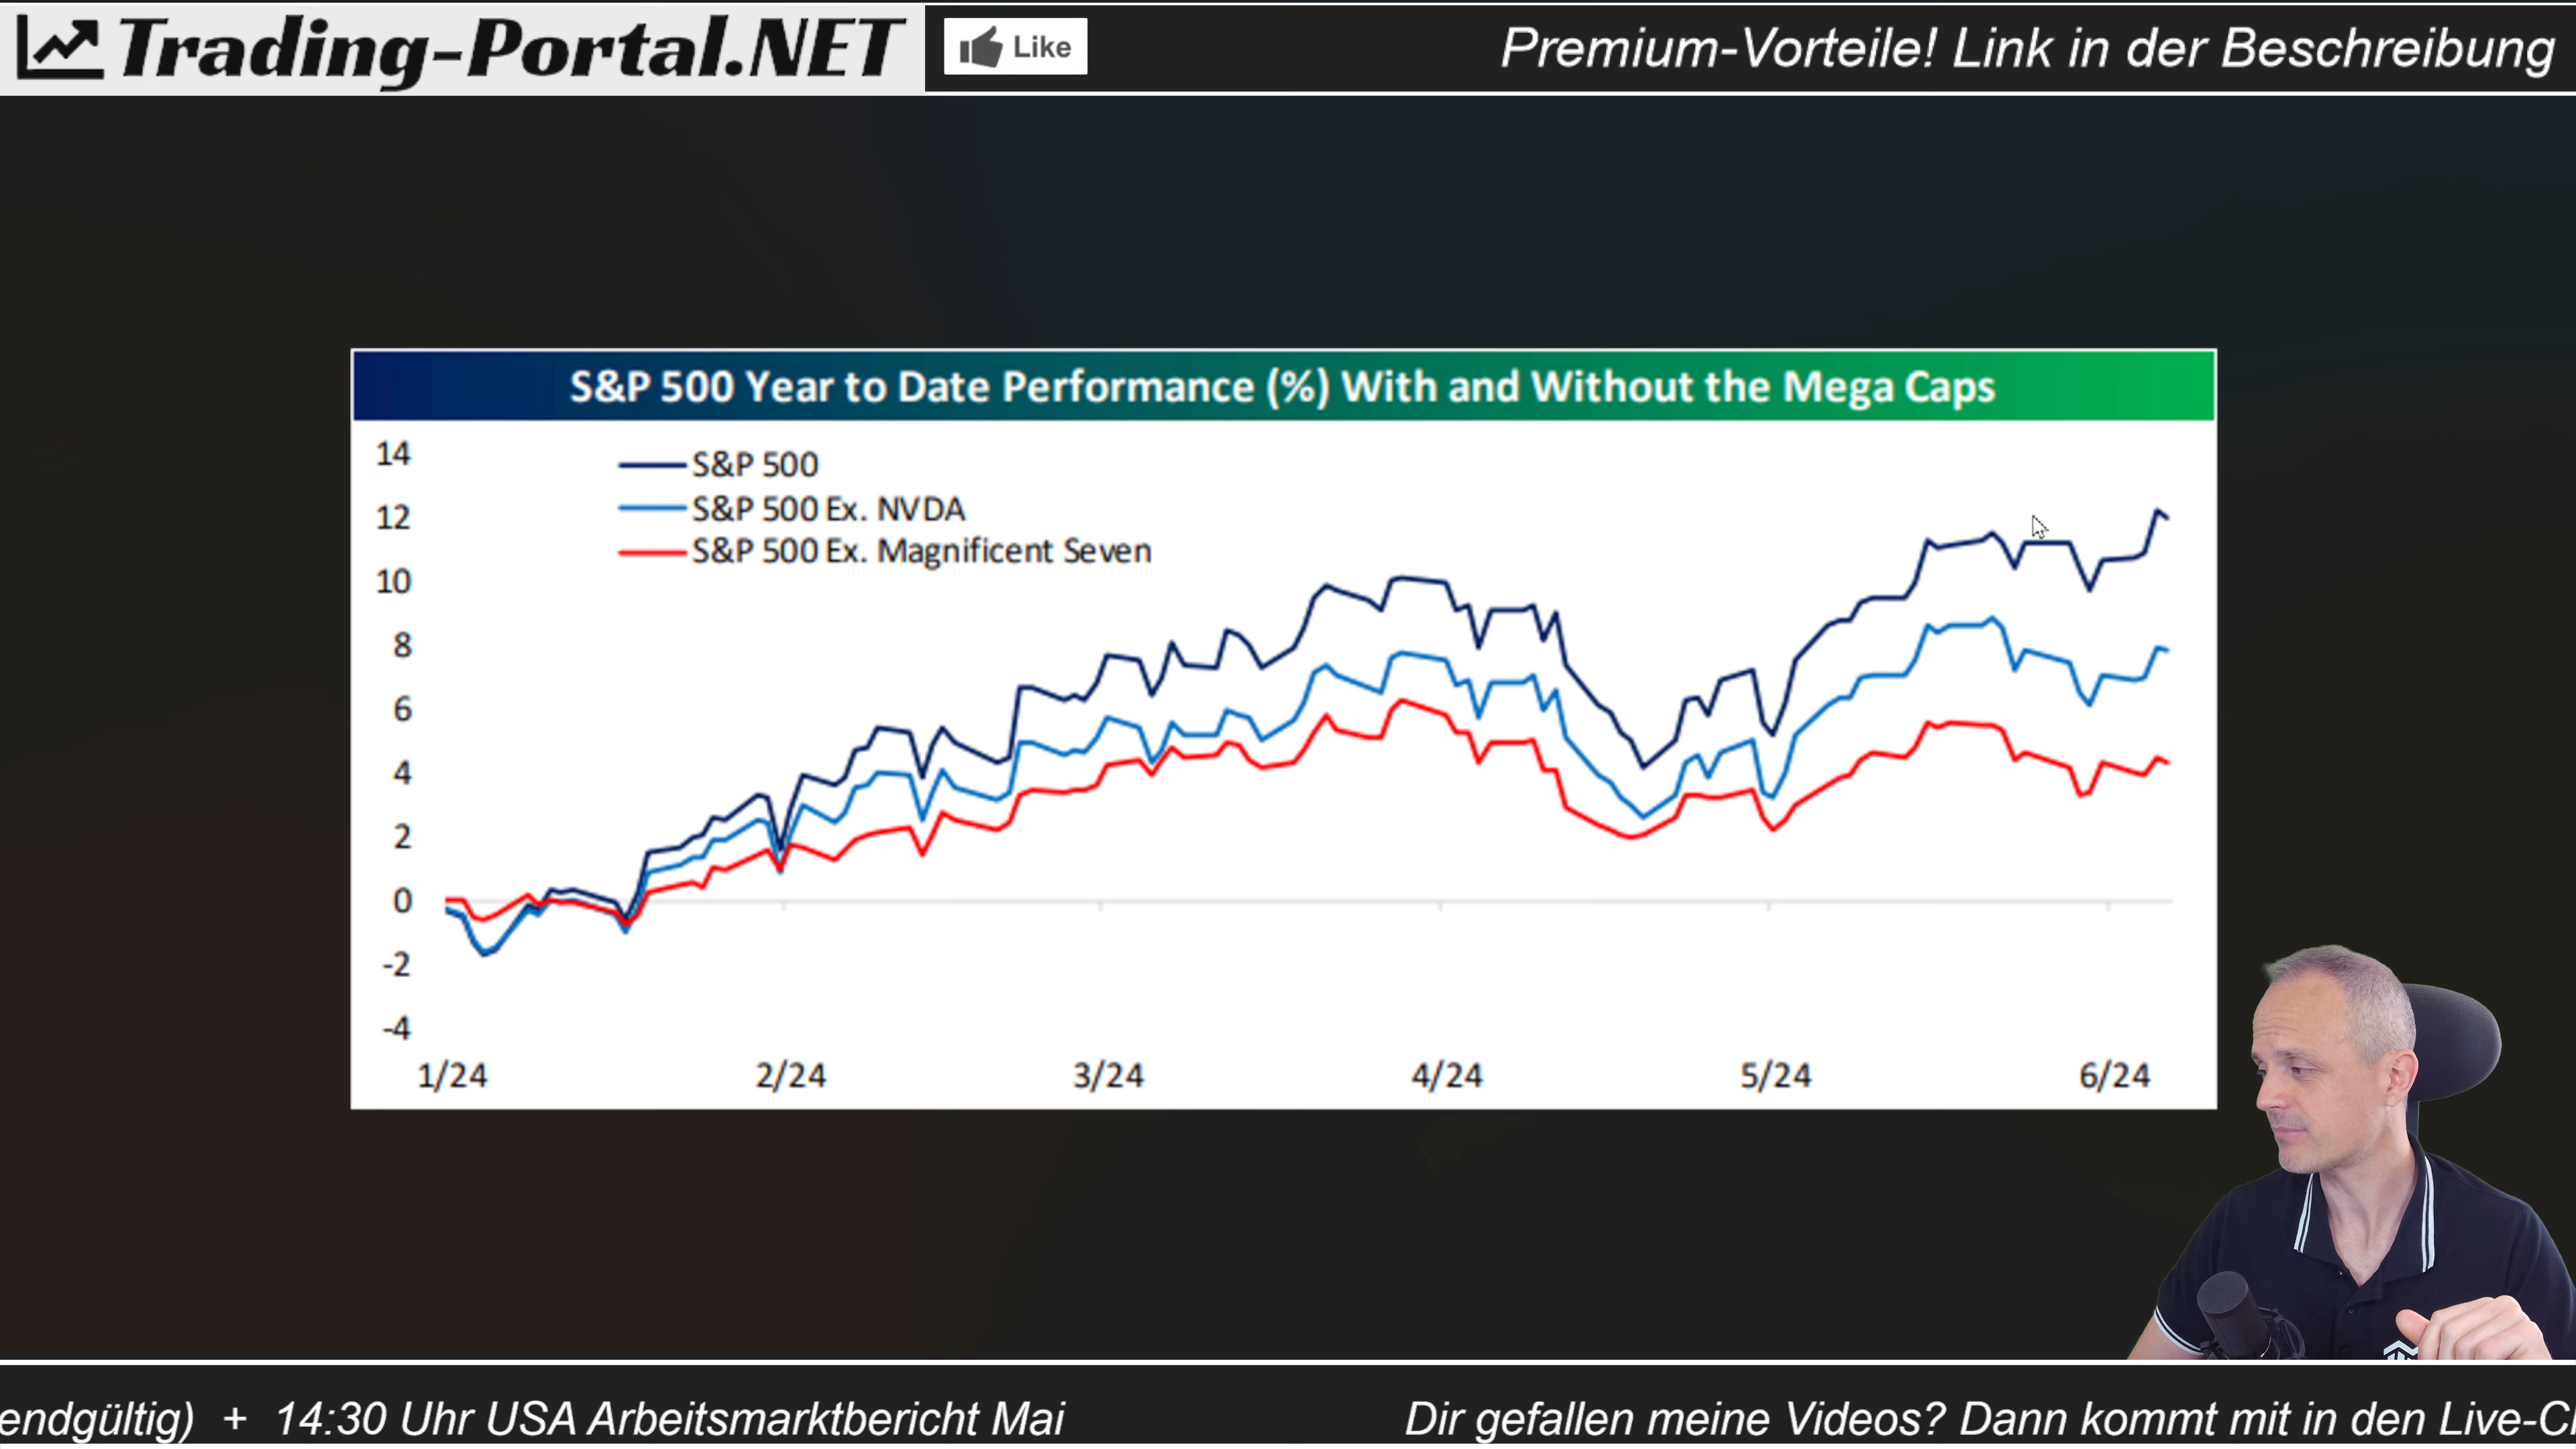 Trading-Portal.NET
Like
Premium-Vorteile! Link in der Beschreibung
S&P 500 Year to Date Performance (%) With and Without the Mega Caps
S&P 500
S&P 500 Ex. NVDA
S&P 500 Ex. Magnificent Seven
14
12
10
8
6
4
2
0
-2
-4
1/24 2/24 3/24 4/24 5/24 6/24
endgültig) + 14:30 Uhr USA Arbeitsmarktbericht Mai
Dir gefallen meine Videos? Dann kommt mit in den Live-C